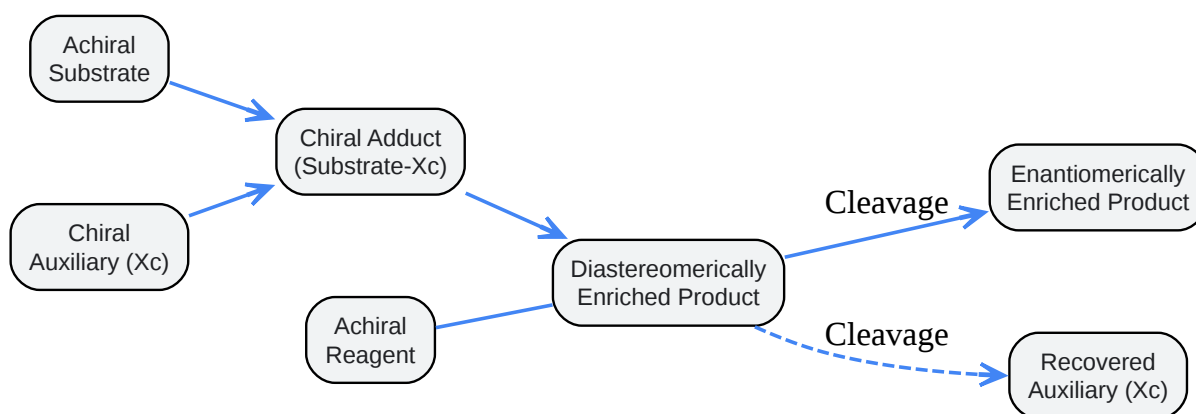 Achiral
Substrate
Chiral Adduct
(Substrate-Xc)
Chiral
Auxiliary (Xc)
Achiral
Reagent
Diastereomerically
Enriched Product
Cleavage
Enantiomerically
Enriched Product
Cleavage
Recovered
Auxiliary (Xc)